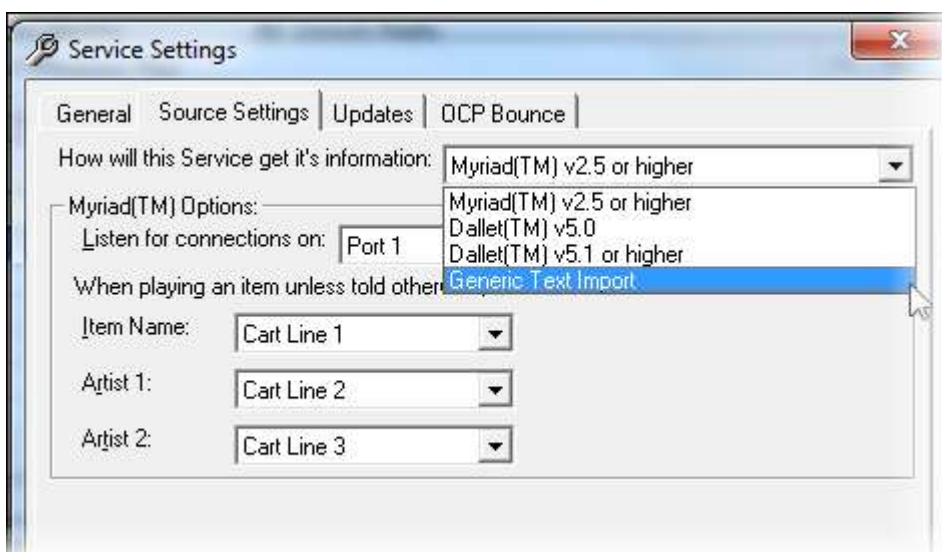 Service Settings
General Source Settings Updates OCP Bounce
How will this Service get it's information: Myriad(TM) v2.5 or higher
Myriad(TM) v2.5 or higher
Dallet(TM) v5.0
Dallet(TM) v5.1 or higher
Generic Text Import
Myriad(TM) Options:
Listen for connections on: Port 1
When playing an item unless told
Item Name: Cart Line 1
Artist 1: Cart Line 2
Artist 2: Cart Line 3